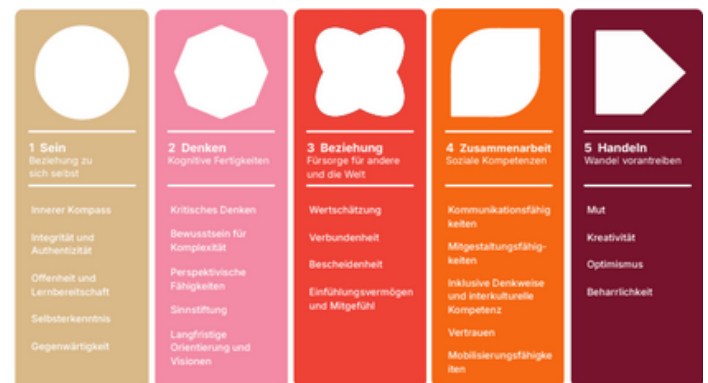 1 Sein
Beziehung zu
sich selbst
Innerer Kompass
Integrität und
Authentizität
Offenheit und
Lernbereitschaft
Selbsterkenntnis
Gegenwärtigkeit
2 Denken
Kognitive Fertigkeiten
Kritisches Denken
Bewusstsein für
Komplexität
Perspektivische
Fähigkeiten
Sinnstiftung
Langfristige
Orientierung und
Visionen
3 Beziehung
Fürsorge für andere
und die Welt
Wertschätzung
Verbundenheit
Bescheidenheit
Einfühlungsvermögen
und Mitgefühl
4 Zusammenarbeit
Soziale Kompetenzen
Kommunikationsfähig
keiten
Mitgestaltungsfähig-
keiten
Inklusive Denkweise
und interkulturelle
Kompetenz
Vertrauen
Mobilisierungsfähigke
iten
5 Handeln
Wandel vorantreiben
Mut
Kreativität
Optimismus
Beharrlichkeit